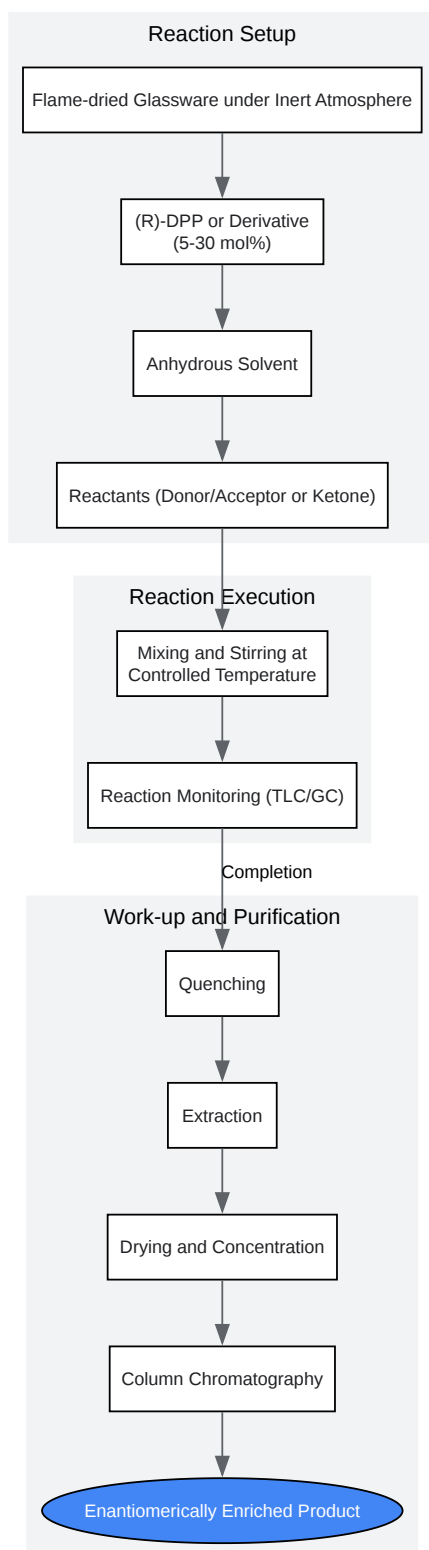 Reaction Setup
Flame-dried Glassware under Inert Atmosphere
(R)-DPP or Derivative
(5-30 mol%)
Anhydrous Solvent
Reactants (Donor/Acceptor or Ketone)
Reaction Execution
Mixing and Stirring at
Controlled Temperature
Reaction Monitoring (TLC/GC)
Completion
Work-up and Purification
Quenching
Extraction
Drying and Concentration
Column Chromatography
Enantiomerically Enriched Product